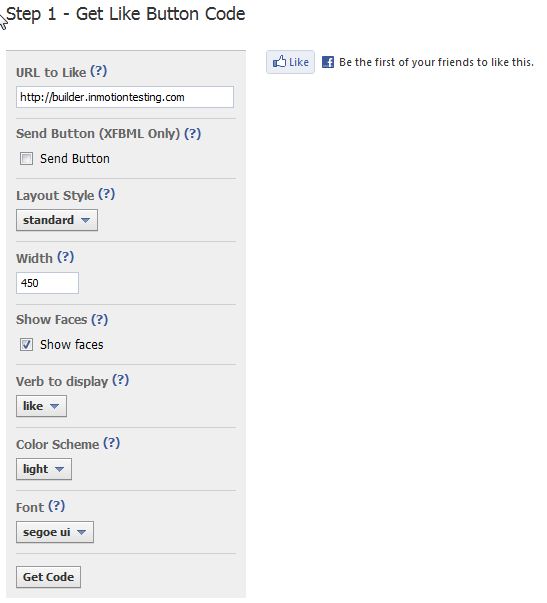 Step 1 - Get Like Button Code
URL to Like (?)
http://builder.inmotiontesting.com
Send Button (XFBML Only) (?)
Send Button
Layout Style (?)
standard
Width (?)
450
Show Faces (?)
Show faces
Verb to display (?)
like
Color Scheme (?)
light
Font (?)
segoe ui
Get Code
Like f Be the first of your friends to like this.